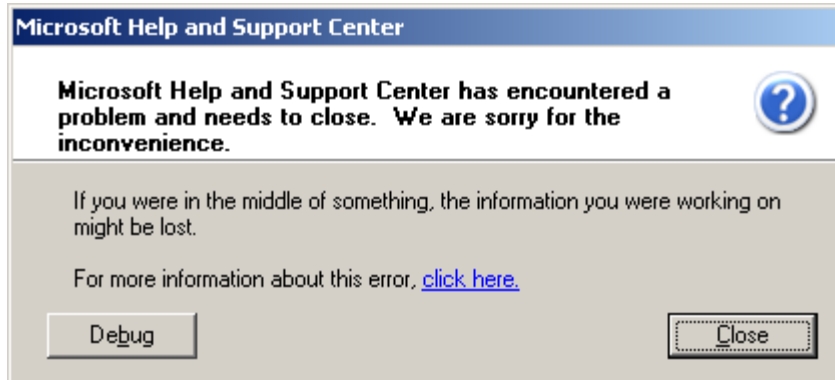 Microsoft Help and Support Center
Microsoft Help and Support Center has encountered a
problem and needs to close.  We are sorry for the
inconvenience.
If you were in the middle of something, the information you were working on
might be lost.
For more information about this error, click here.
Debug
Close